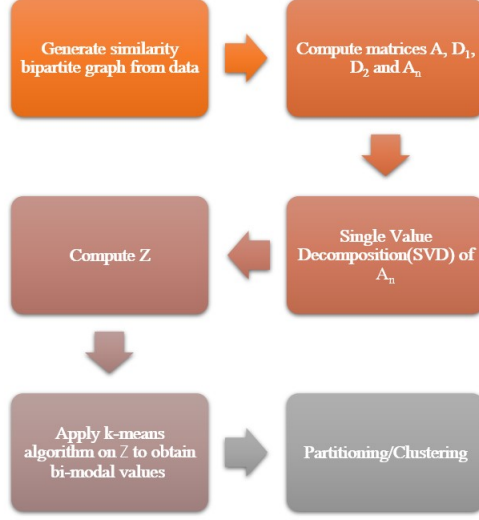 Generate similarity
bipartite graph from data
Compute matrices A, D₁,
D₂ and Aₙ
Single Value
Decomposition(SVD) of
Aₙ
Compute Z
Apply k-means
algorithm on Z to obtain
bi-modal values
Partitioning/Clustering